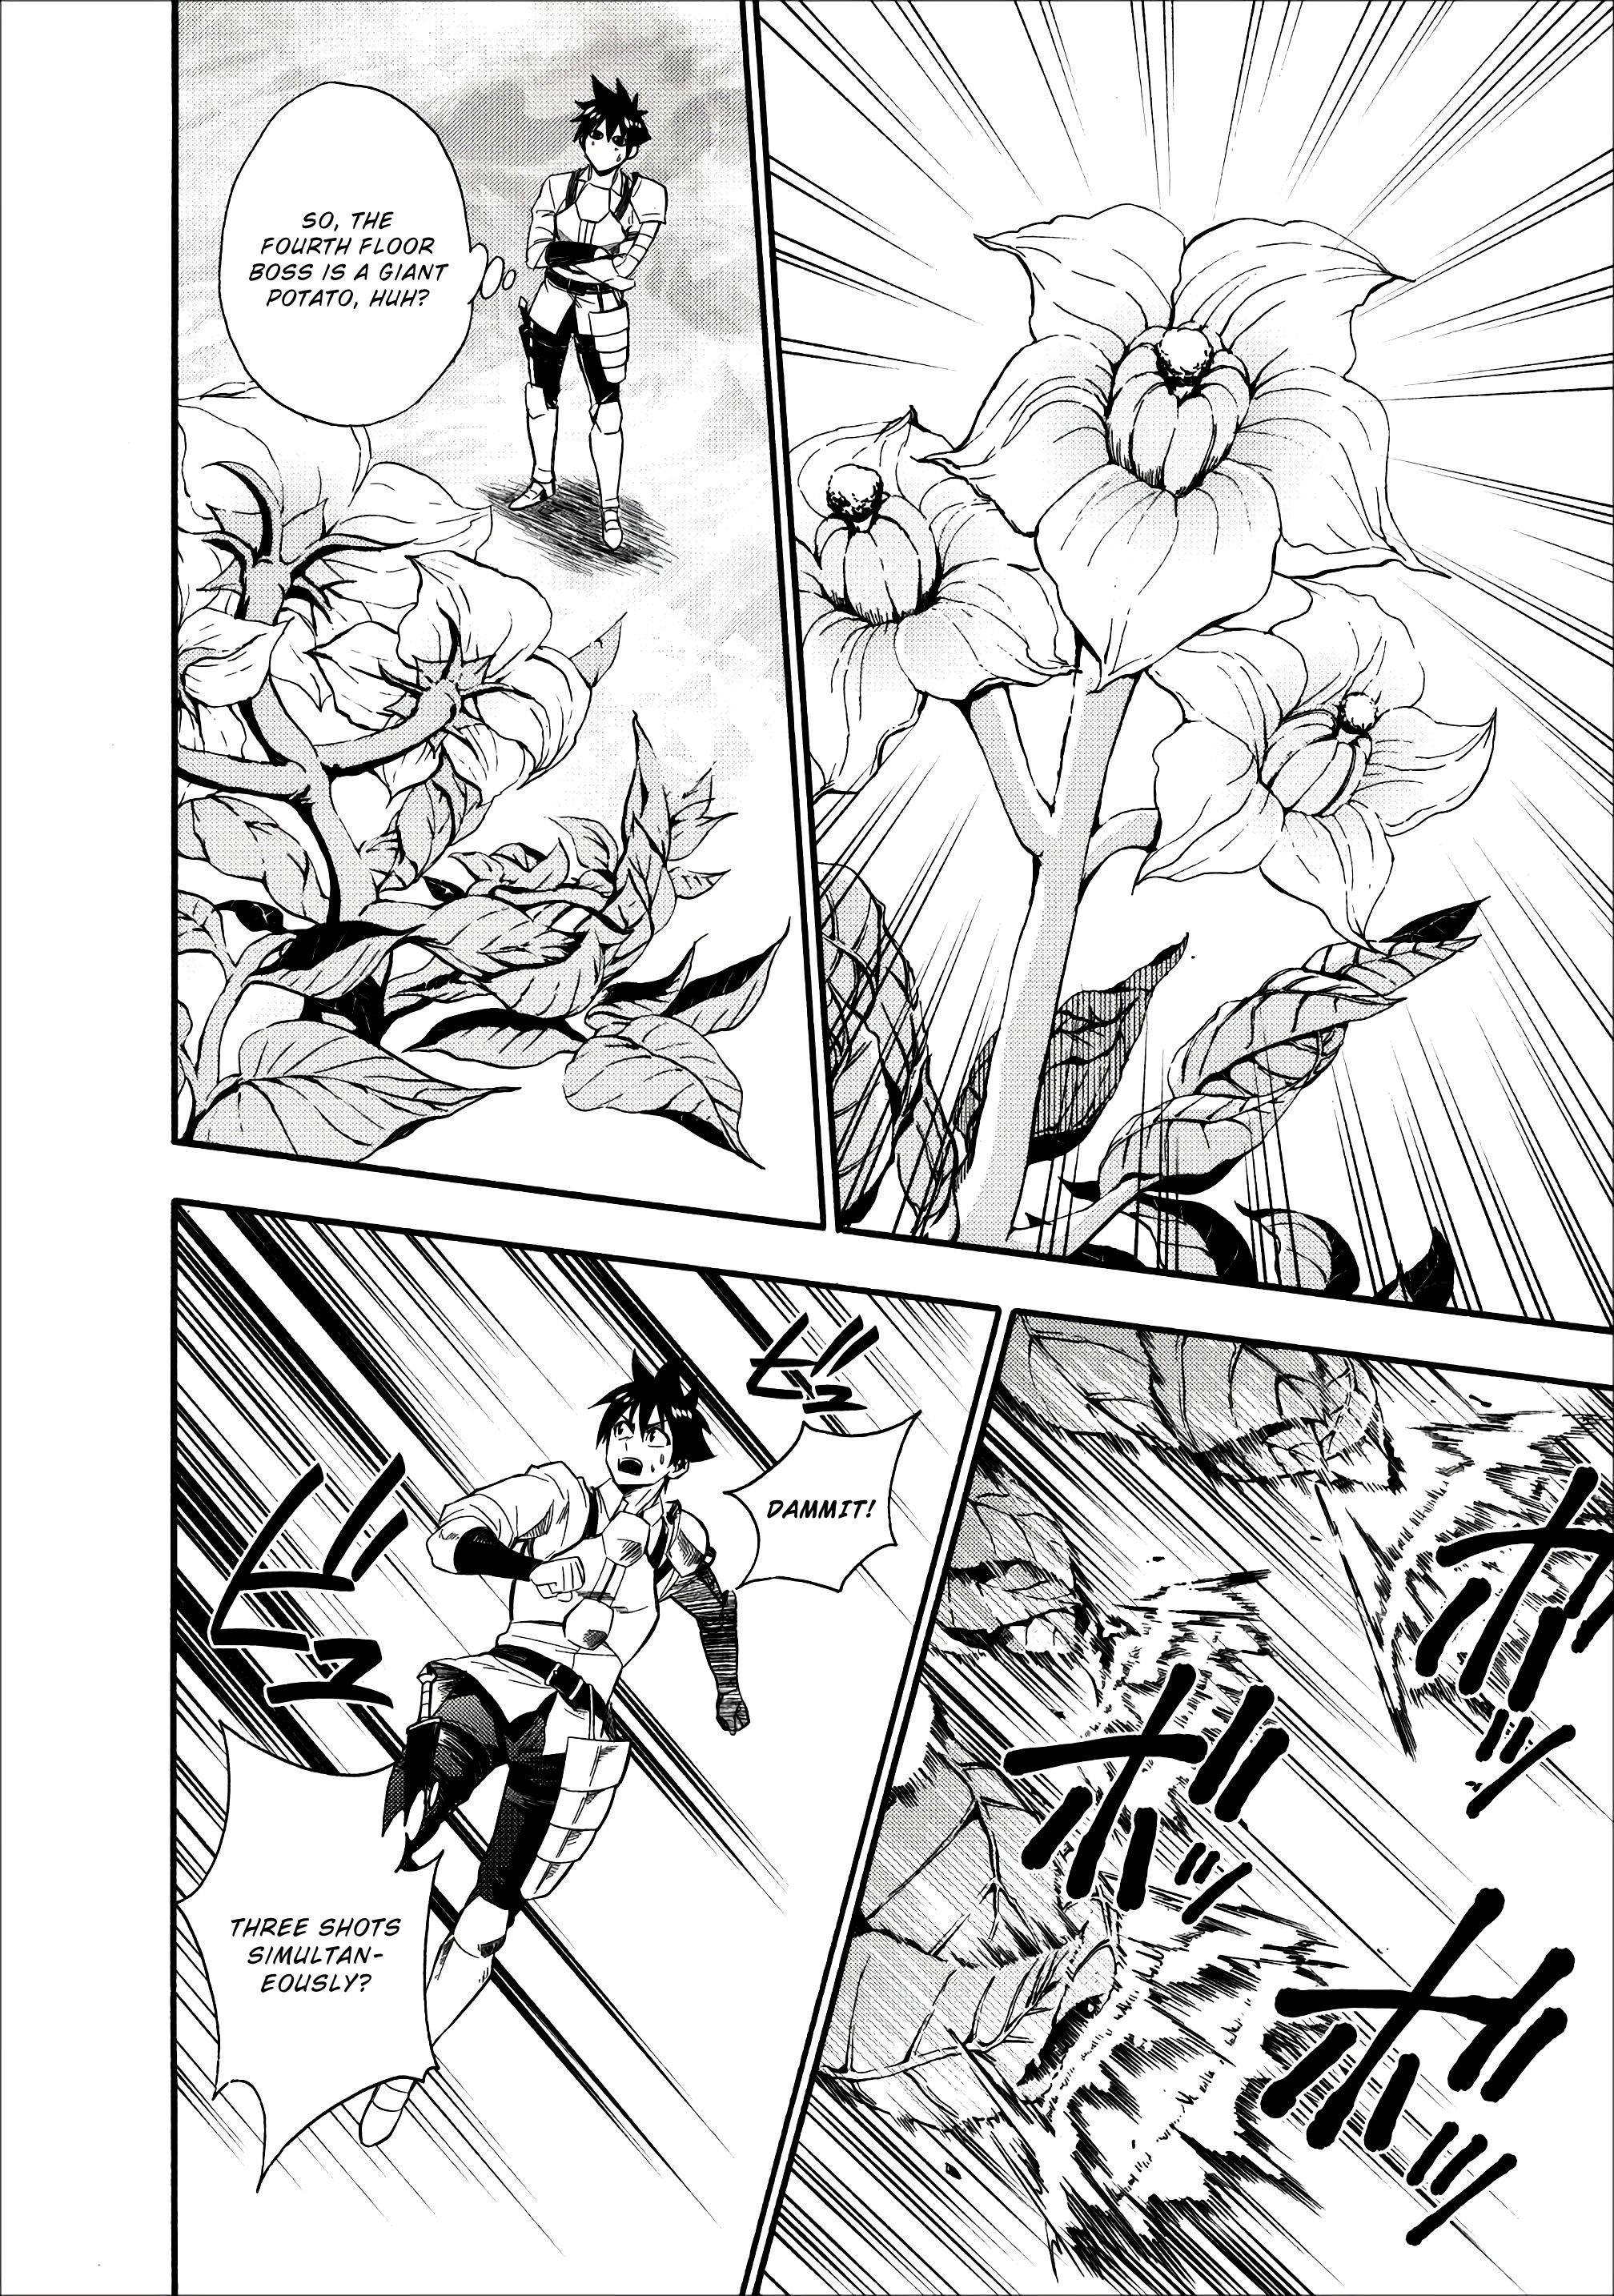 SO, THE
FOURTH FLOOR
BOSS IS A GIANT
POTATO, HUH?
ボッ
ボッ
ボッ
ビュ
DAMMIT!
ビュ
THREE SHOTS
SIMULTAN-
EOUSLY?